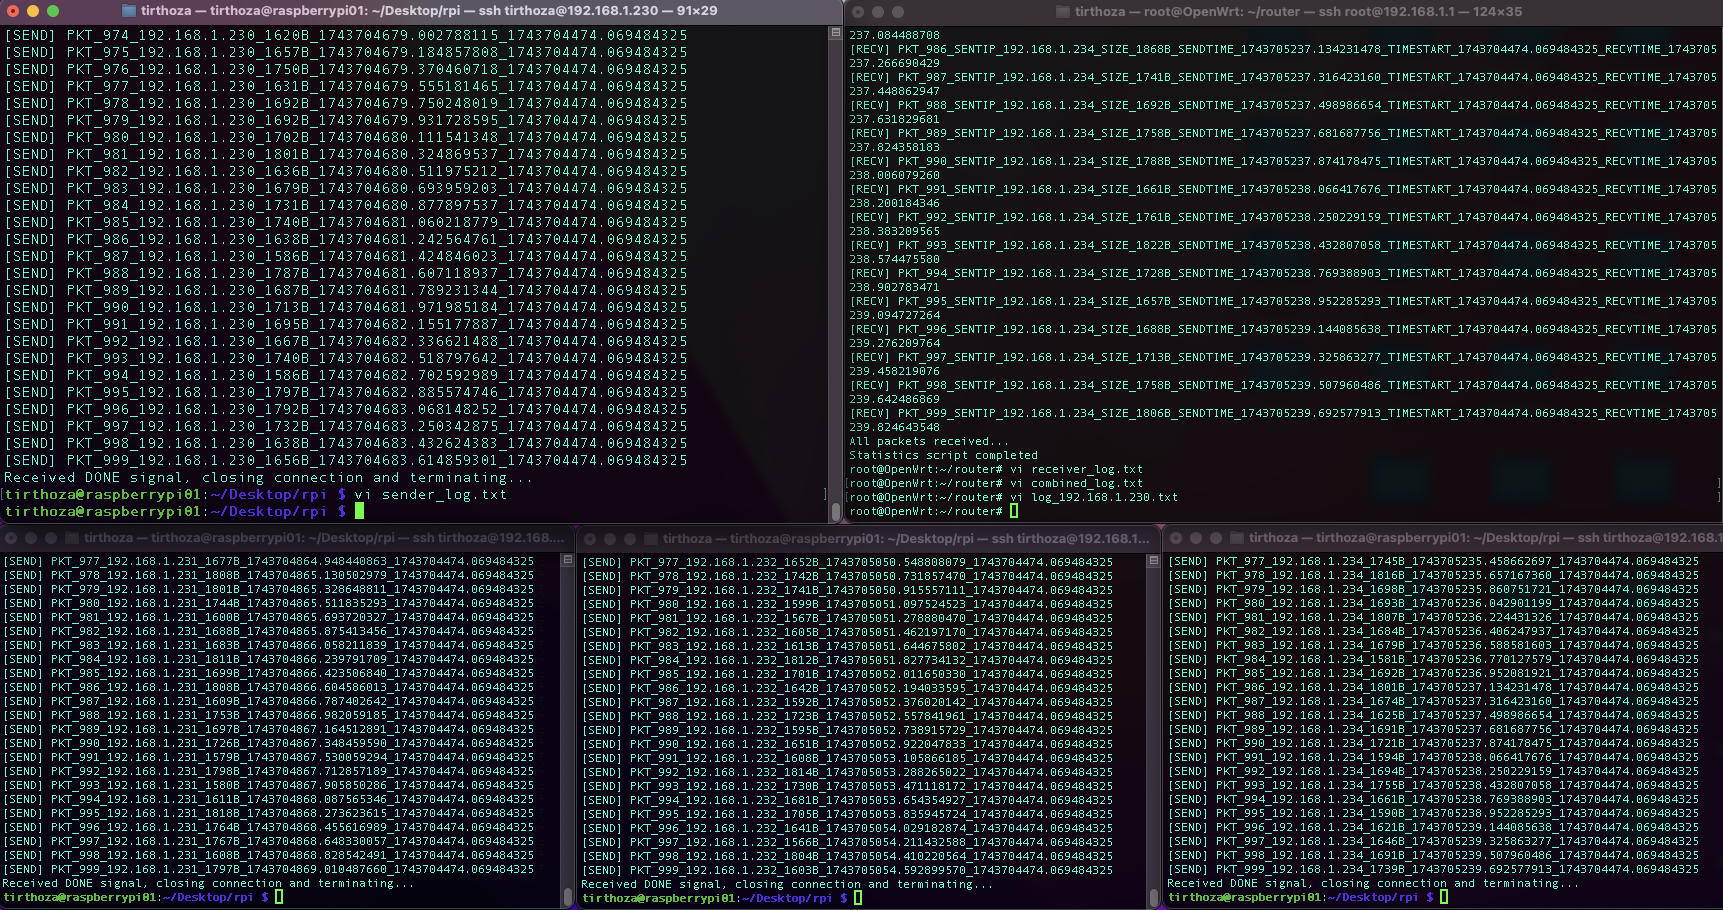 tirthoza — tirthoza@raspberrypi01: ~/Desktop/rpi — ssh tirthoza@192.168.1.230 — 91×29
[SEND] PKT_974_192.168.1.230_1620B_1743704679.002788115_1743704474.069484325
[SEND] PKT_975_192.168.1.230_1657B_1743704679.184857808_1743704474.069484325
[SEND] PKT_976_192.168.1.230_1750B_1743704679.370460718_1743704474.069484325
[SEND] PKT_977_192.168.1.230_1631B_1743704679.555181465_1743704474.069484325
[SEND] PKT_978_192.168.1.230_1692B_1743704679.750248019_1743704474.069484325
[SEND] PKT_979_192.168.1.230_1692B_1743704679.931728595_1743704474.069484325
[SEND] PKT_980_192.168.1.230_1702B_1743704680.111541348_1743704474.069484325
[SEND] PKT_981_192.168.1.230_1801B_1743704680.324869537_1743704474.069484325
[SEND] PKT_982_192.168.1.230_1636B_1743704680.511975212_1743704474.069484325
[SEND] PKT_983_192.168.1.230_1679B_1743704680.693959203_1743704474.069484325
[SEND] PKT_984_192.168.1.230_1731B_1743704680.877897537_1743704474.069484325
[SEND] PKT_985_192.168.1.230_1740B_1743704681.060218779_1743704474.069484325
[SEND] PKT_986_192.168.1.230_1638B_1743704681.242564761_1743704474.069484325
[SEND] PKT_987_192.168.1.230_1586B_1743704681.424846023_1743704474.069484325
[SEND] PKT_988_192.168.1.230_1787B_1743704681.607118937_1743704474.069484325
[SEND] PKT_989_192.168.1.230_1687B_1743704681.789231344_1743704474.069484325
[SEND] PKT_990_192.168.1.230_1713B_1743704681.971985184_1743704474.069484325
[SEND] PKT_991_192.168.1.230_1695B_1743704682.155177887_1743704474.069484325
[SEND] PKT_992_192.168.1.230_1667B_1743704682.336621488_1743704474.069484325
[SEND] PKT_993_192.168.1.230_1740B_1743704682.518797642_1743704474.069484325
[SEND] PKT_994_192.168.1.230_1586B_1743704682.702592989_1743704474.069484325
[SEND] PKT_995_192.168.1.230_1797B_1743704682.885574746_1743704474.069484325
[SEND] PKT_996_192.168.1.230_1792B_1743704683.068148252_1743704474.069484325
[SEND] PKT_997_192.168.1.230_1732B_1743704683.250342875_1743704474.069484325
[SEND] PKT_998_192.168.1.230_1638B_1743704683.432624383_1743704474.069484325
[SEND] PKT_999_192.168.1.230_1656B_1743704683.614859301_1743704474.069484325
Received DONE signal, closing connection and terminating...
[tirthoza@raspberrypi01:~/Desktop/rpi $ vi sender_log.txt ]
tirthoza@raspberrypi01:~/Desktop/rpi $
tirthoza — root@OpenWrt: ~/router — ssh root@192.168.1.1 — 124×35
237.084488708
[RECV] PKT_986_SENTIP_192.168.1.234_SIZE_1868B_SENDTIME_1743705237.134231478_TIMESTART_1743704474.069484325_RECVTIME_1743705
237.266690429
[RECV] PKT_987_SENTIP_192.168.1.234_SIZE_1741B_SENDTIME_1743705237.316423160_TIMESTART_1743704474.069484325_RECVTIME_1743705
237.448862947
[RECV] PKT_988_SENTIP_192.168.1.234_SIZE_1692B_SENDTIME_1743705237.498986654_TIMESTART_1743704474.069484325_RECVTIME_1743705
237.631829681
[RECV] PKT_989_SENTIP_192.168.1.234_SIZE_1758B_SENDTIME_1743705237.681687756_TIMESTART_1743704474.069484325_RECVTIME_1743705
237.824358183
[RECV] PKT_990_SENTIP_192.168.1.234_SIZE_1788B_SENDTIME_1743705237.874178475_TIMESTART_1743704474.069484325_RECVTIME_1743705
238.006079260
[RECV] PKT_991_SENTIP_192.168.1.234_SIZE_1661B_SENDTIME_1743705238.066417676_TIMESTART_1743704474.069484325_RECVTIME_1743705
238.200184346
[RECV] PKT_992_SENTIP_192.168.1.234_SIZE_1761B_SENDTIME_1743705238.250229159_TIMESTART_1743704474.069484325_RECVTIME_1743705
238.383209565
[RECV] PKT_993_SENTIP_192.168.1.234_SIZE_1822B_SENDTIME_1743705238.432807058_TIMESTART_1743704474.069484325_RECVTIME_1743705
238.574475580
[RECV] PKT_994_SENTIP_192.168.1.234_SIZE_1728B_SENDTIME_1743705238.769388903_TIMESTART_1743704474.069484325_RECVTIME_1743705
238.902783471
[RECV] PKT_995_SENTIP_192.168.1.234_SIZE_1657B_SENDTIME_1743705238.952285293_TIMESTART_1743704474.069484325_RECVTIME_1743705
239.094727264
[RECV] PKT_996_SENTIP_192.168.1.234_SIZE_1688B_SENDTIME_1743705239.144085638_TIMESTART_1743704474.069484325_RECVTIME_1743705
239.276209764
[RECV] PKT_997_SENTIP_192.168.1.234_SIZE_1713B_SENDTIME_1743705239.325863277_TIMESTART_1743704474.069484325_RECVTIME_1743705
239.458219076
[RECV] PKT_998_SENTIP_192.168.1.234_SIZE_1758B_SENDTIME_1743705239.507960486_TIMESTART_1743704474.069484325_RECVTIME_1743705
239.642486869
[RECV] PKT_999_SENTIP_192.168.1.234_SIZE_1806B_SENDTIME_1743705239.692577913_TIMESTART_1743704474.069484325_RECVTIME_1743705
239.824643548
All packets received...
Statistics script completed
root@OpenWrt:~/router# vi receiver_log.txt
[root@OpenWrt:~/router# vi combined_log.txt ]
[root@OpenWrt:~/router# vi log_192.168.1.230.txt ]
root@OpenWrt:~/router#
tirthoza — tirthoza@raspberrypi01: ~/Desktop/rpi — ssh tirthoza@192.168....
[SEND] PKT_977_192.168.1.231_1677B_1743704864.948440863_1743704474.069484325
[SEND] PKT_978_192.168.1.231_1808B_1743704865.130502979_1743704474.069484325
[SEND] PKT_979_192.168.1.231_1801B_1743704865.328648811_1743704474.069484325
[SEND] PKT_980_192.168.1.231_1744B_1743704865.511835293_1743704474.069484325
[SEND] PKT_981_192.168.1.231_1600B_1743704865.693720327_1743704474.069484325
[SEND] PKT_982_192.168.1.231_1688B_1743704865.875413456_1743704474.069484325
[SEND] PKT_983_192.168.1.231_1683B_1743704866.058211839_1743704474.069484325
[SEND] PKT_984_192.168.1.231_1811B_1743704866.239791709_1743704474.069484325
[SEND] PKT_985_192.168.1.231_1699B_1743704866.423506840_1743704474.069484325
[SEND] PKT_986_192.168.1.231_1808B_1743704866.604586013_1743704474.069484325
[SEND] PKT_987_192.168.1.231_1609B_1743704866.787402642_1743704474.069484325
[SEND] PKT_988_192.168.1.231_1753B_1743704866.982059185_1743704474.069484325
[SEND] PKT_989_192.168.1.231_1697B_1743704867.164512891_1743704474.069484325
[SEND] PKT_990_192.168.1.231_1726B_1743704867.348459590_1743704474.069484325
[SEND] PKT_991_192.168.1.231_1579B_1743704867.530059294_1743704474.069484325
[SEND] PKT_992_192.168.1.231_1798B_1743704867.712857189_1743704474.069484325
[SEND] PKT_993_192.168.1.231_1580B_1743704867.905850286_1743704474.069484325
[SEND] PKT_994_192.168.1.231_1611B_1743704868.087565346_1743704474.069484325
[SEND] PKT_995_192.168.1.231_1818B_1743704868.273623615_1743704474.069484325
[SEND] PKT_996_192.168.1.231_1764B_1743704868.455616989_1743704474.069484325
[SEND] PKT_997_192.168.1.231_1767B_1743704868.648330057_1743704474.069484325
[SEND] PKT_998_192.168.1.231_1608B_1743704868.828542491_1743704474.069484325
[SEND] PKT_999_192.168.1.231_1797B_1743704869.010487660_1743704474.069484325
Received DONE signal, closing connection and terminating...
tirthoza@raspberrypi01:~/Desktop/rpi $
tirthoza — tirthoza@raspberrypi01: ~/Desktop/rpi — ssh tirthoza@192.168.1...
[SEND] PKT_977_192.168.1.232_1652B_1743705050.548808079_1743704474.069484325
[SEND] PKT_978_192.168.1.232_1742B_1743705050.731857470_1743704474.069484325
[SEND] PKT_979_192.168.1.232_1741B_1743705050.915557111_1743704474.069484325
[SEND] PKT_980_192.168.1.232_1599B_1743705051.097524523_1743704474.069484325
[SEND] PKT_981_192.168.1.232_1567B_1743705051.278880470_1743704474.069484325
[SEND] PKT_982_192.168.1.232_1605B_1743705051.462197170_1743704474.069484325
[SEND] PKT_983_192.168.1.232_1613B_1743705051.644675802_1743704474.069484325
[SEND] PKT_984_192.168.1.232_1812B_1743705051.827734132_1743704474.069484325
[SEND] PKT_985_192.168.1.232_1701B_1743705052.011650330_1743704474.069484325
[SEND] PKT_986_192.168.1.232_1642B_1743705052.194033595_1743704474.069484325
[SEND] PKT_987_192.168.1.232_1592B_1743705052.376020142_1743704474.069484325
[SEND] PKT_988_192.168.1.232_1723B_1743705052.557841961_1743704474.069484325
[SEND] PKT_989_192.168.1.232_1595B_1743705052.738915729_1743704474.069484325
[SEND] PKT_990_192.168.1.232_1651B_1743705052.922047833_1743704474.069484325
[SEND] PKT_991_192.168.1.232_1608B_1743705053.105866185_1743704474.069484325
[SEND] PKT_992_192.168.1.232_1814B_1743705053.288265022_1743704474.069484325
[SEND] PKT_993_192.168.1.232_1730B_1743705053.471118172_1743704474.069484325
[SEND] PKT_994_192.168.1.232_1681B_1743705053.654354927_1743704474.069484325
[SEND] PKT_995_192.168.1.232_1705B_1743705053.835945724_1743704474.069484325
[SEND] PKT_996_192.168.1.232_1641B_1743705054.029182874_1743704474.069484325
[SEND] PKT_997_192.168.1.232_1566B_1743705054.211432588_1743704474.069484325
[SEND] PKT_998_192.168.1.232_1804B_1743705054.410220564_1743704474.069484325
[SEND] PKT_999_192.168.1.232_1603B_1743705054.592899570_1743704474.069484325
Received DONE signal, closing connection and terminating...
tirthoza@raspberrypi01:~/Desktop/rpi $
tirthoza — tirthoza@raspberrypi01: ~/Desktop/rpi — ssh tirthoza@192.168.1
[SEND] PKT_977_192.168.1.234_1745B_1743705235.458662697_1743704474.069484325
[SEND] PKT_978_192.168.1.234_1816B_1743705235.657167360_1743704474.069484325
[SEND] PKT_979_192.168.1.234_1698B_1743705235.860751721_1743704474.069484325
[SEND] PKT_980_192.168.1.234_1693B_1743705236.042901199_1743704474.069484325
[SEND] PKT_981_192.168.1.234_1807B_1743705236.224431326_1743704474.069484325
[SEND] PKT_982_192.168.1.234_1684B_1743705236.406247937_1743704474.069484325
[SEND] PKT_983_192.168.1.234_1679B_1743705236.588581603_1743704474.069484325
[SEND] PKT_984_192.168.1.234_1581B_1743705236.770127579_1743704474.069484325
[SEND] PKT_985_192.168.1.234_1692B_1743705236.952081921_1743704474.069484325
[SEND] PKT_986_192.168.1.234_1801B_1743705237.134231478_1743704474.069484325
[SEND] PKT_987_192.168.1.234_1674B_1743705237.316423160_1743704474.069484325
[SEND] PKT_988_192.168.1.234_1625B_1743705237.498986654_1743704474.069484325
[SEND] PKT_989_192.168.1.234_1691B_1743705237.681687756_1743704474.069484325
[SEND] PKT_990_192.168.1.234_1721B_1743705237.874178475_1743704474.069484325
[SEND] PKT_991_192.168.1.234_1594B_1743705238.066417676_1743704474.069484325
[SEND] PKT_992_192.168.1.234_1694B_1743705238.250229159_1743704474.069484325
[SEND] PKT_993_192.168.1.234_1755B_1743705238.432807058_1743704474.069484325
[SEND] PKT_994_192.168.1.234_1661B_1743705238.769388903_1743704474.069484325
[SEND] PKT_995_192.168.1.234_1590B_1743705238.952285293_1743704474.069484325
[SEND] PKT_996_192.168.1.234_1621B_1743705239.144085638_1743704474.069484325
[SEND] PKT_997_192.168.1.234_1646B_1743705239.325863277_1743704474.069484325
[SEND] PKT_998_192.168.1.234_1691B_1743705239.507960486_1743704474.069484325
[SEND] PKT_999_192.168.1.234_1739B_1743705239.692577913_1743704474.069484325
Received DONE signal, closing connection and terminating...
tirthoza@raspberrypi01:~/Desktop/rpi $